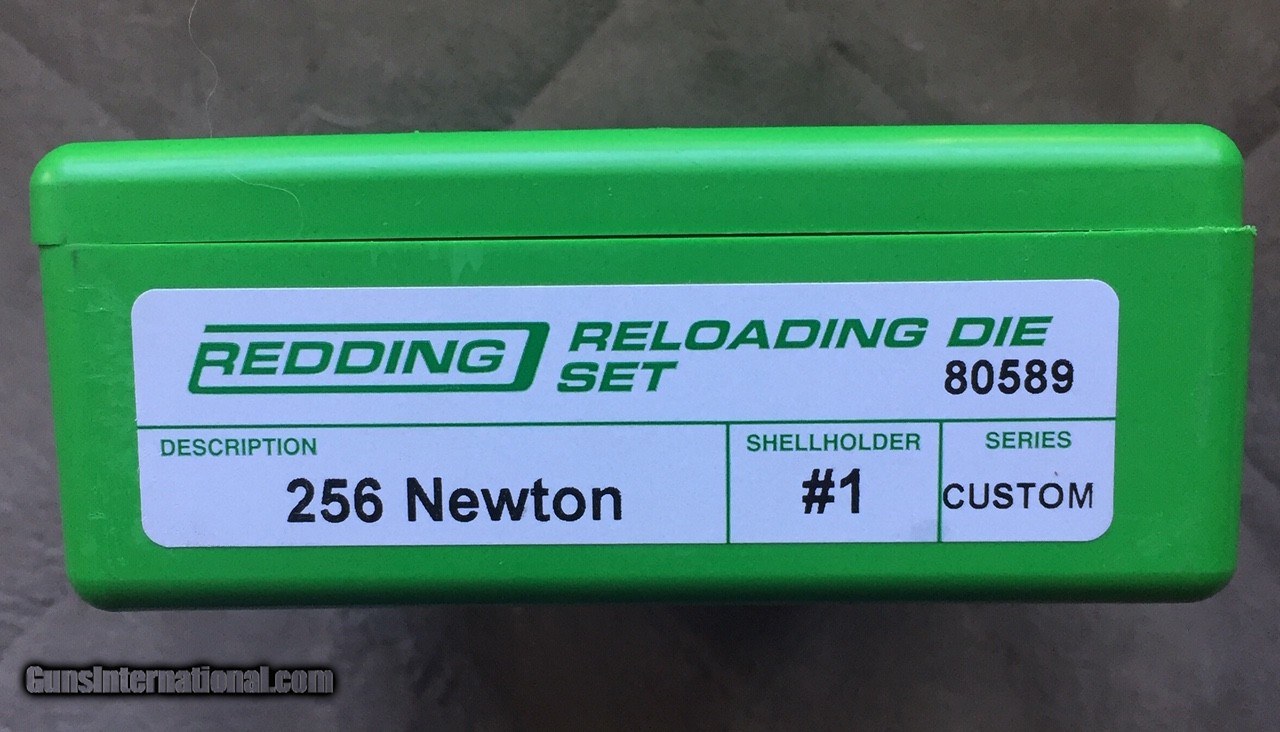 REDDING
RELOADING DIE
SET
80589
DESCRIPTION
256 Newton
SHELLHOLDER
#1
SERIES
CUSTOM
GunsInternational.com